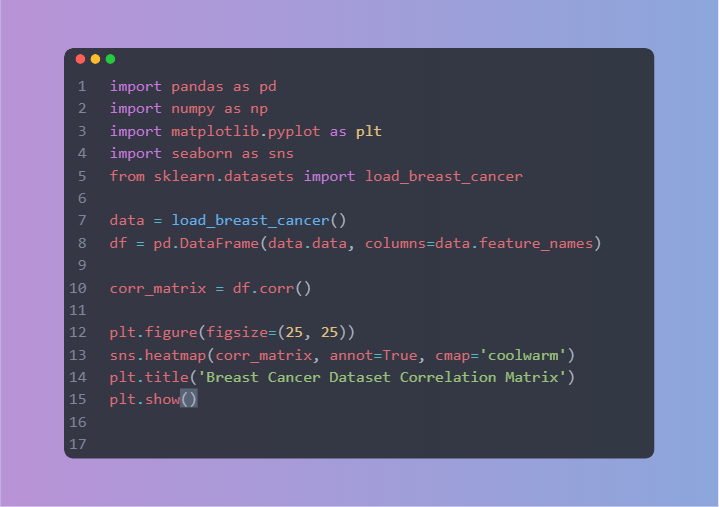 1 import pandas as pd
2 import numpy as np
3 import matplotlib.pyplot as plt
4 import seaborn as sns
5 from sklearn.datasets import load_breast_cancer
6
7 data = load_breast_cancer()
8 df = pd.DataFrame(data.data, columns=data.feature_names)
9
10 corr_matrix = df.corr()
11
12 plt.figure(figsize=(25, 25))
13 sns.heatmap(corr_matrix, annot=True, cmap='coolwarm')
14 plt.title('Breast Cancer Dataset Correlation Matrix')
15 plt.show()
16
17